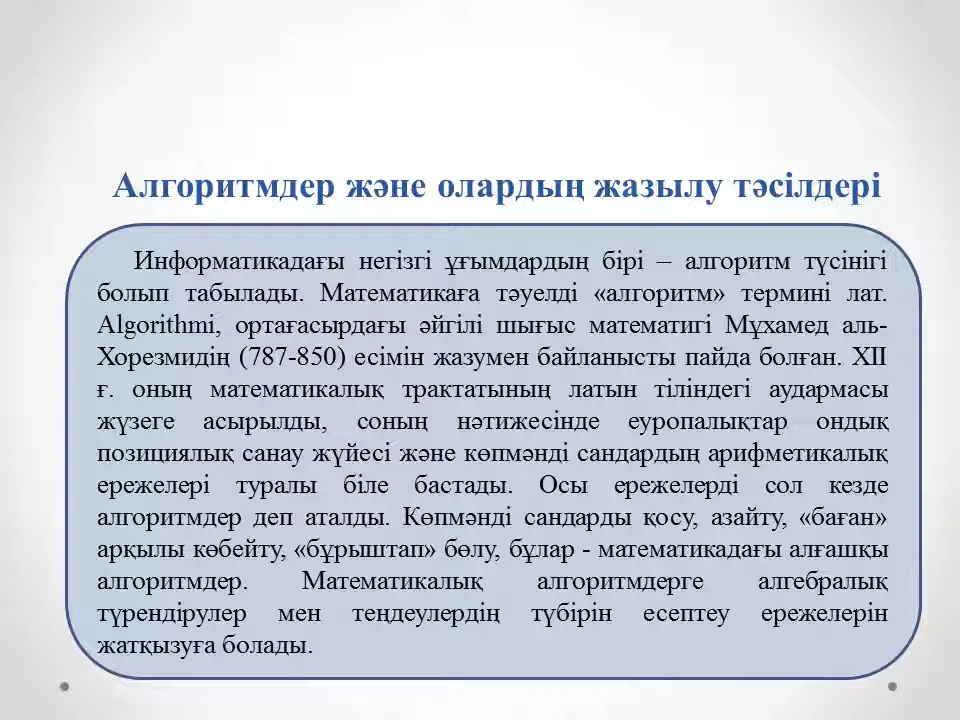 Алгоритмдер және олардың жазылу тәсілдері
Информатикадағы негізгі ұғымдардың бірі – алгоритм түсінігі
болып табылады. Математикаға тәуелді «алгоритм» термині лат.
Algorithmi, ортағасырдағы әйгілі шығыс математигі Мұхамед аль-
Хорезмидің (787-850) есімін жазумен байланысты пайда болған. XII
ғ. оның математикалық трактатының латын тіліндегі аудармасы
жүзеге асырылды, соның нәтижесінде еуропалықтар ондық
позициялық санау жүйесі және көпмәнді сандардың арифметикалық
ережелері туралы біле бастады. Осы ережелерді сол кезде
алгоритмдер деп аталды. Көпмәнді сандарды қосу, азайту, «баған»
арқылы көбейту, «бұрыштап» бөлу, бұлар - математикадағы алғашқы
алгоритмдер. Математикалық алгоритмдерге алгебралық
түрендірулер мен теңдеулердің түбірін есептеу ережелерін
жатқызуға болады.